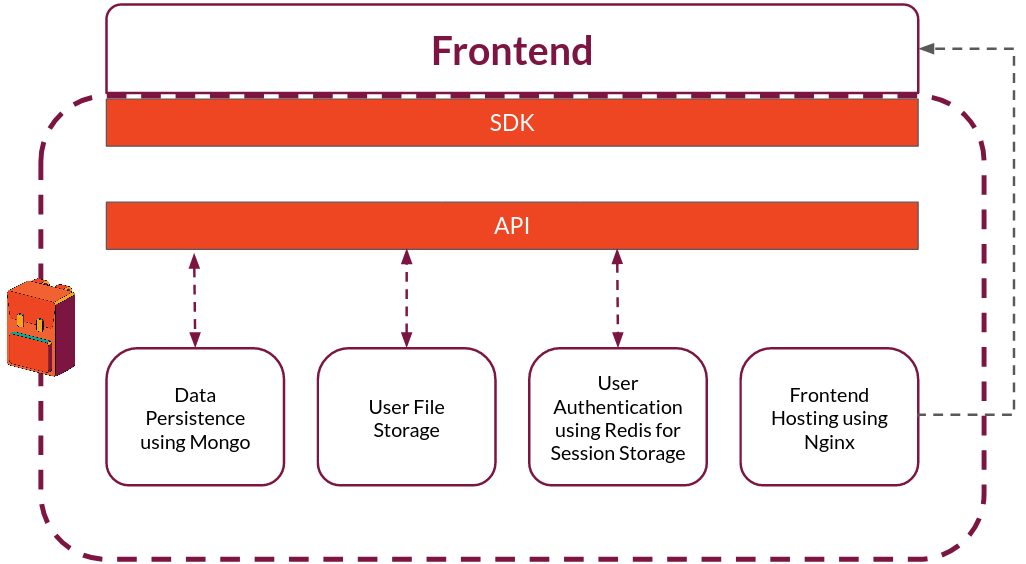 Frontend
SDK
API
Data
Persistence
using Mongo
User File
Storage
User
Authentication
using Redis for
Session Storage
Frontend
Hosting using
Nginx